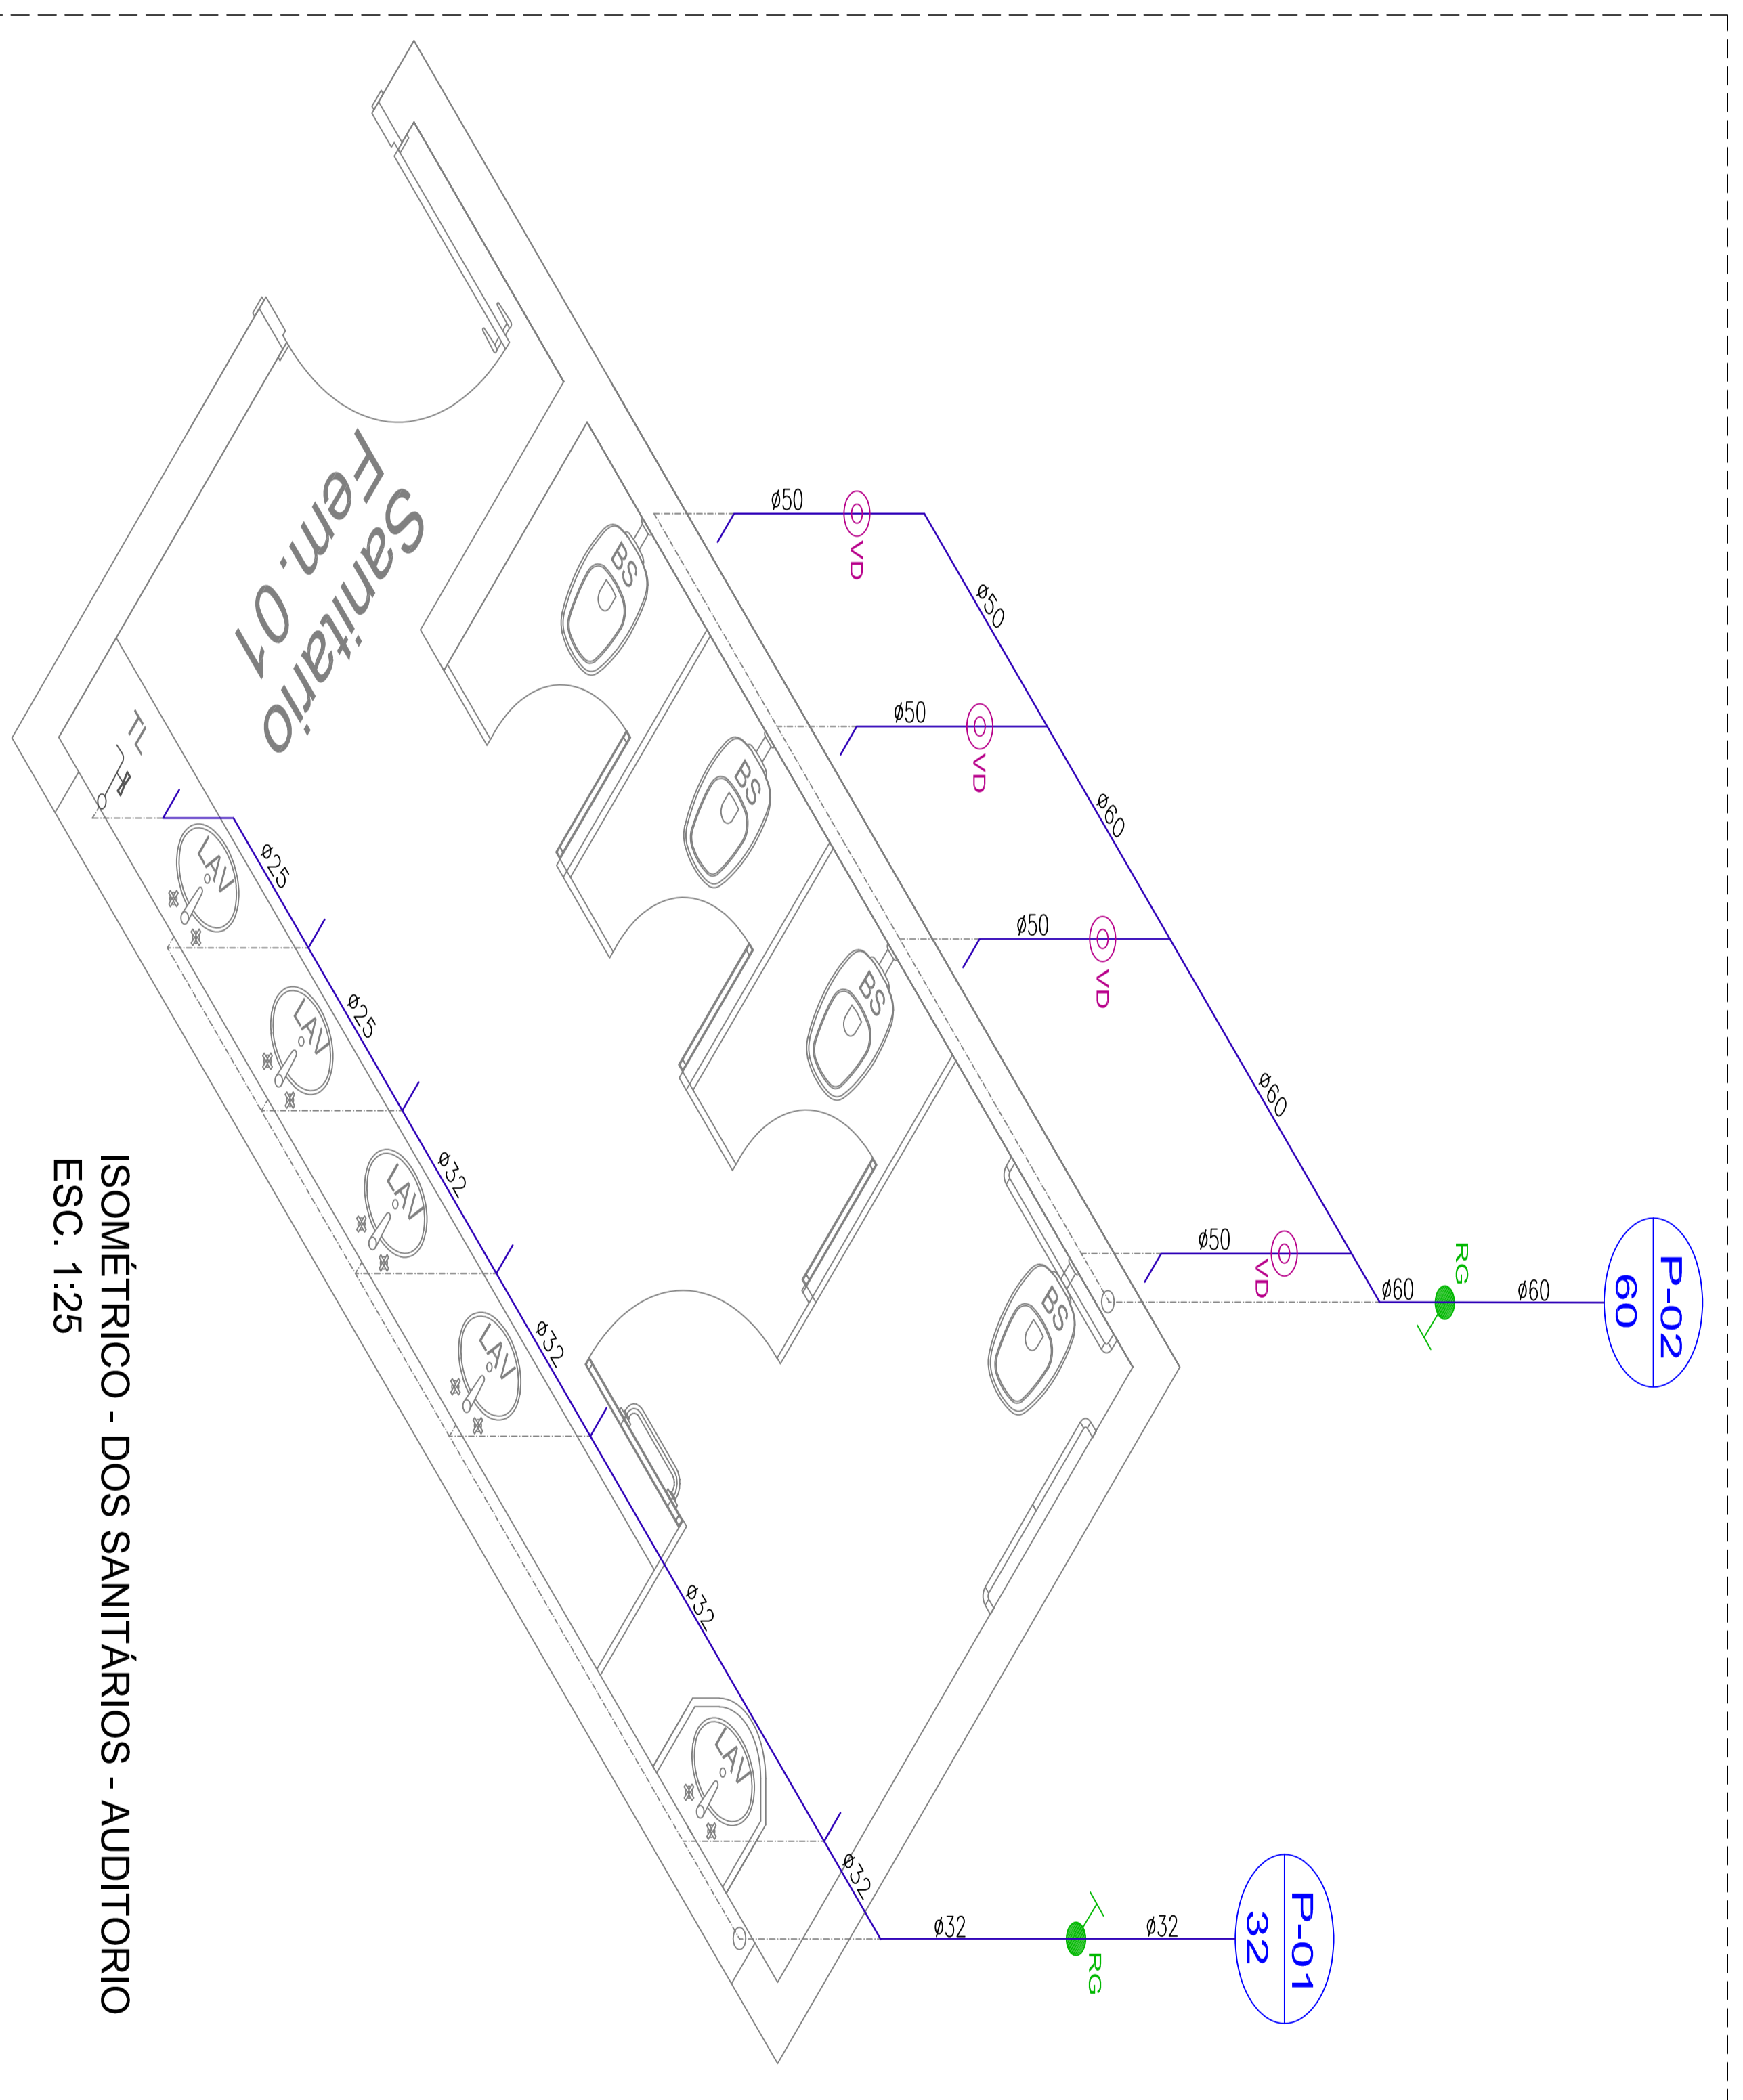 P-02
60
RG
ø60
ø60
P-01
32
RG
ø32
ø32
VD
ø50
VD
ø50
VD
ø50
VD
ø50
ø50
ø60
ø60
BS
BS
BS
BS
Sanitario
Fem. 01
TL
LAV
LAV
LAV
LAV
LAV
ø25
ø25
ø32
ø32
ø32
ø32
ISOMÉTRICO - DOS SANITÁRIOS - AUDITORIO
ESC. 1:25